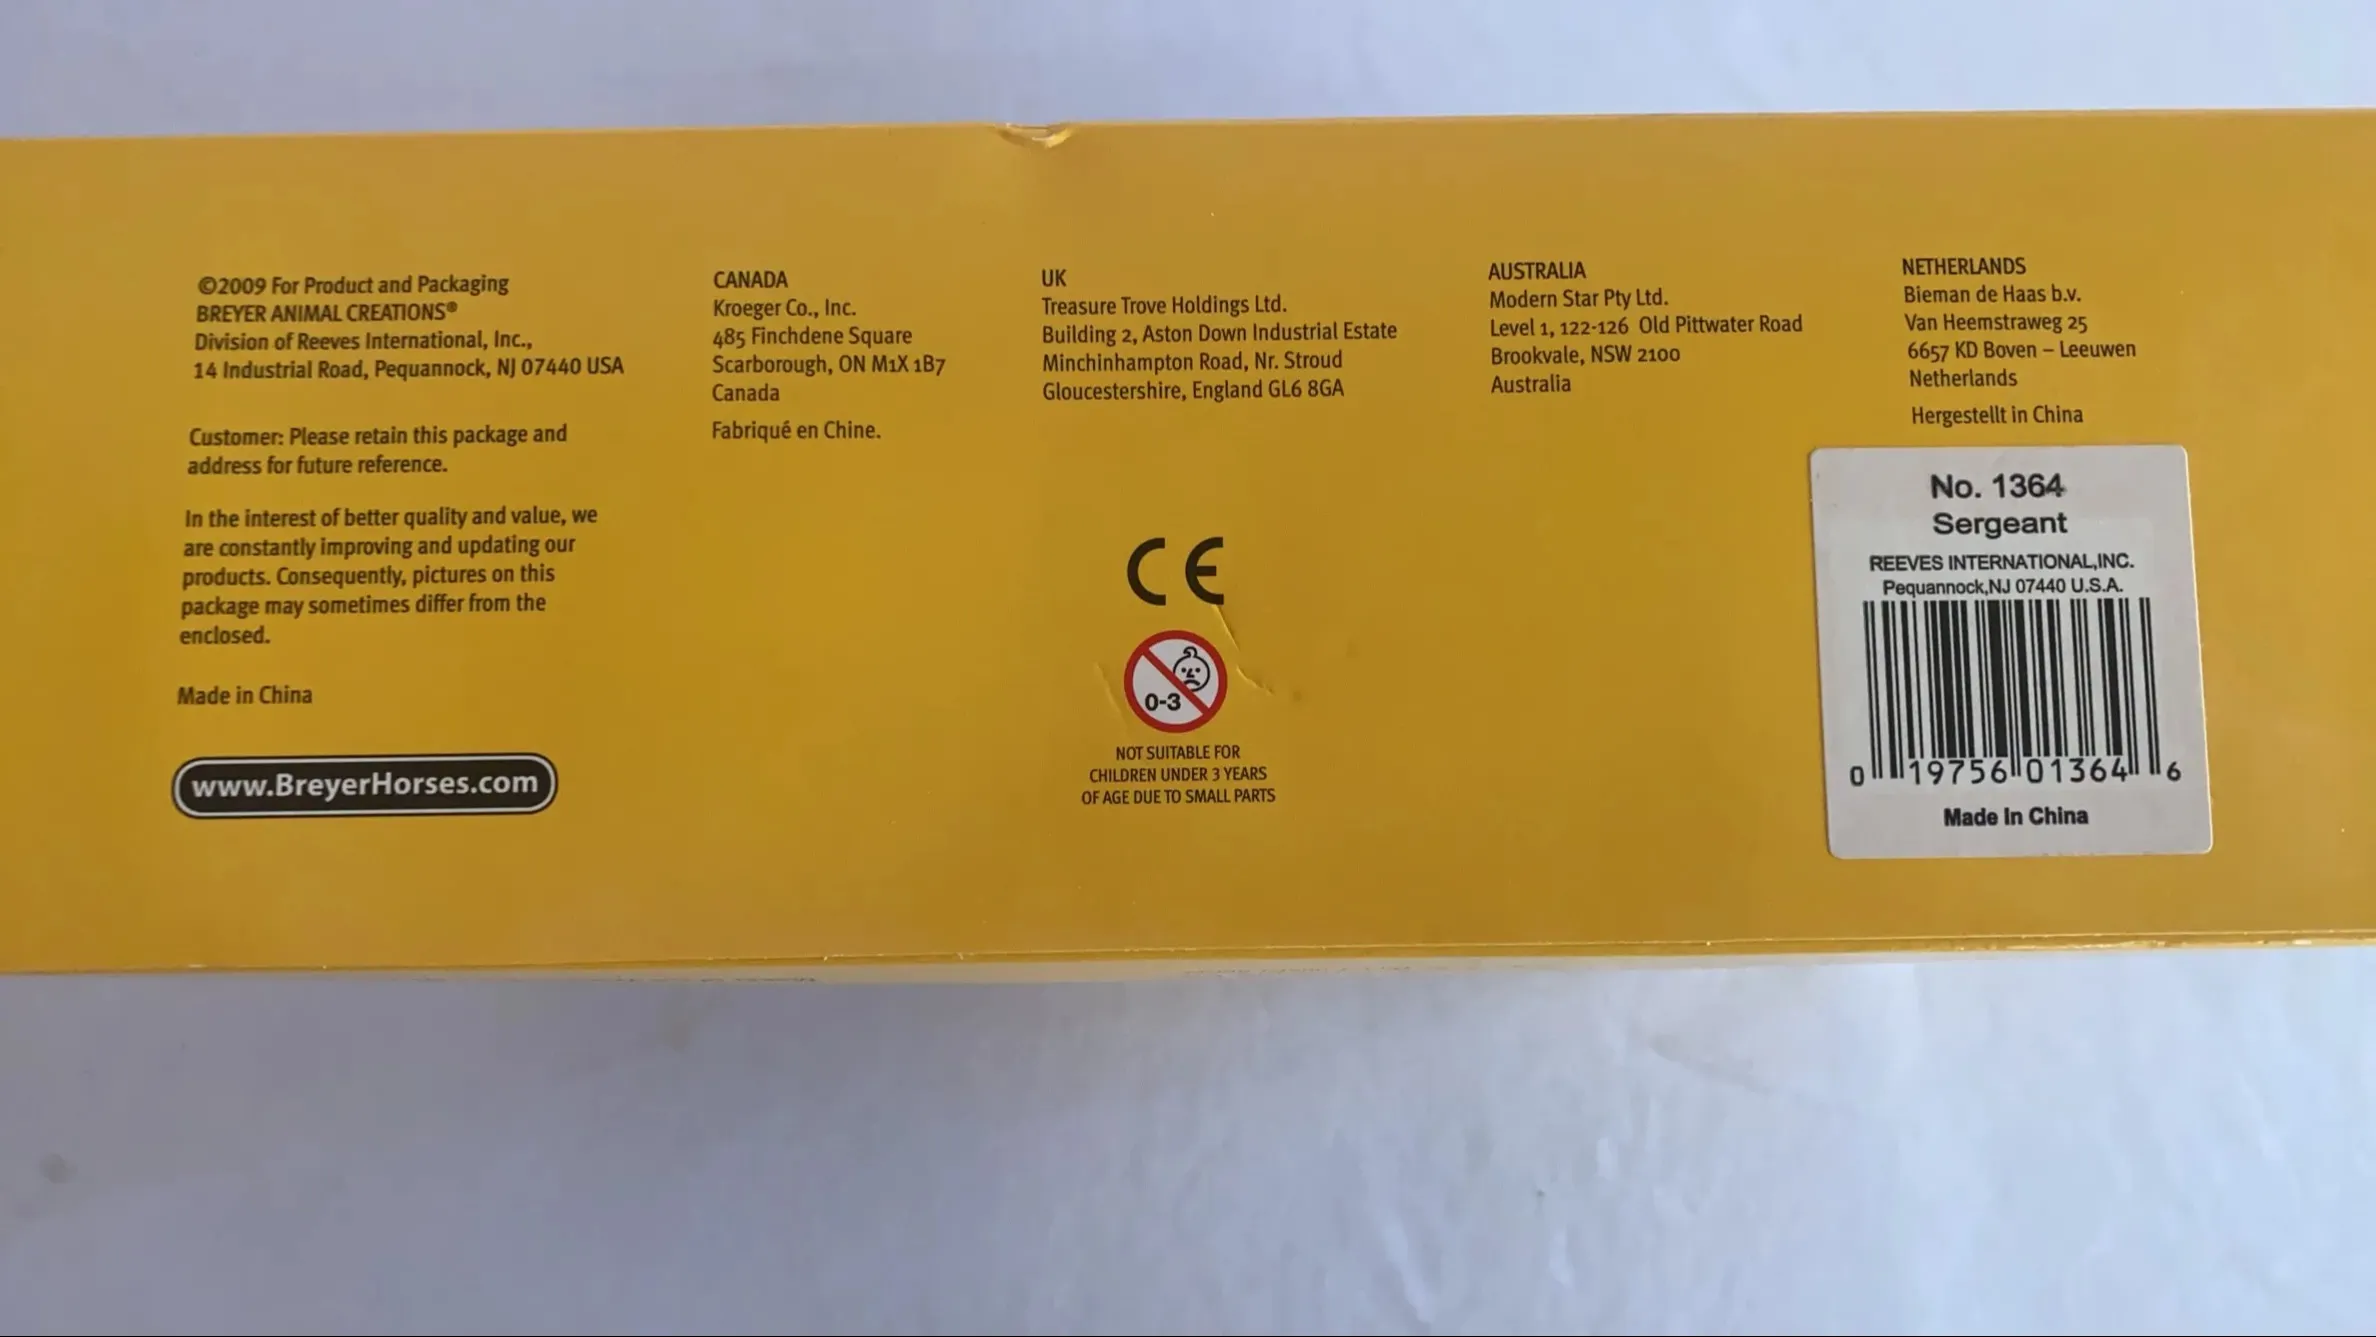 ©2009 For Product and Packaging
BREYER ANIMAL CREATIONS®
Division of Reeves International, Inc.,
14 Industrial Road, Pequannock, NJ 07440 USA
Customer: Please retain this package and
address for future reference.
In the interest of better quality and value, we
are constantly improving and updating our
products. Consequently, pictures on this
package may sometimes differ from the
enclosed.
Made in China
www.BreyerHorses.com
CANADA
Kroeger Co., Inc.
485 Finchdene Square
Scarborough, ON M1X 1B7
Canada
Fabriqué en Chine.
UK
Treasure Trove Holdings Ltd.
Building 2, Aston Down Industrial Estate
Minchinhampton Road, Nr. Stroud
Gloucestershire, England GL6 8GA
CE
0-3
NOT SUITABLE FOR
CHILDREN UNDER 3 YEARS
OF AGE DUE TO SMALL PARTS
AUSTRALIA
Modern Star Pty Ltd.
Level 1, 122-126 Old Pittwater Road
Brookvale, NSW 2100
Australia
NETHERLANDS
Bieman de Haas b.v.
Van Heemstraweg 25
6657 KD Boven – Leeuwen
Netherlands
Hergestellt in China
No. 1364
Sergeant
REEVES INTERNATIONAL,INC.
Pequannock,NJ 07440 U.S.A.
0 19756 01364 6
Made In China